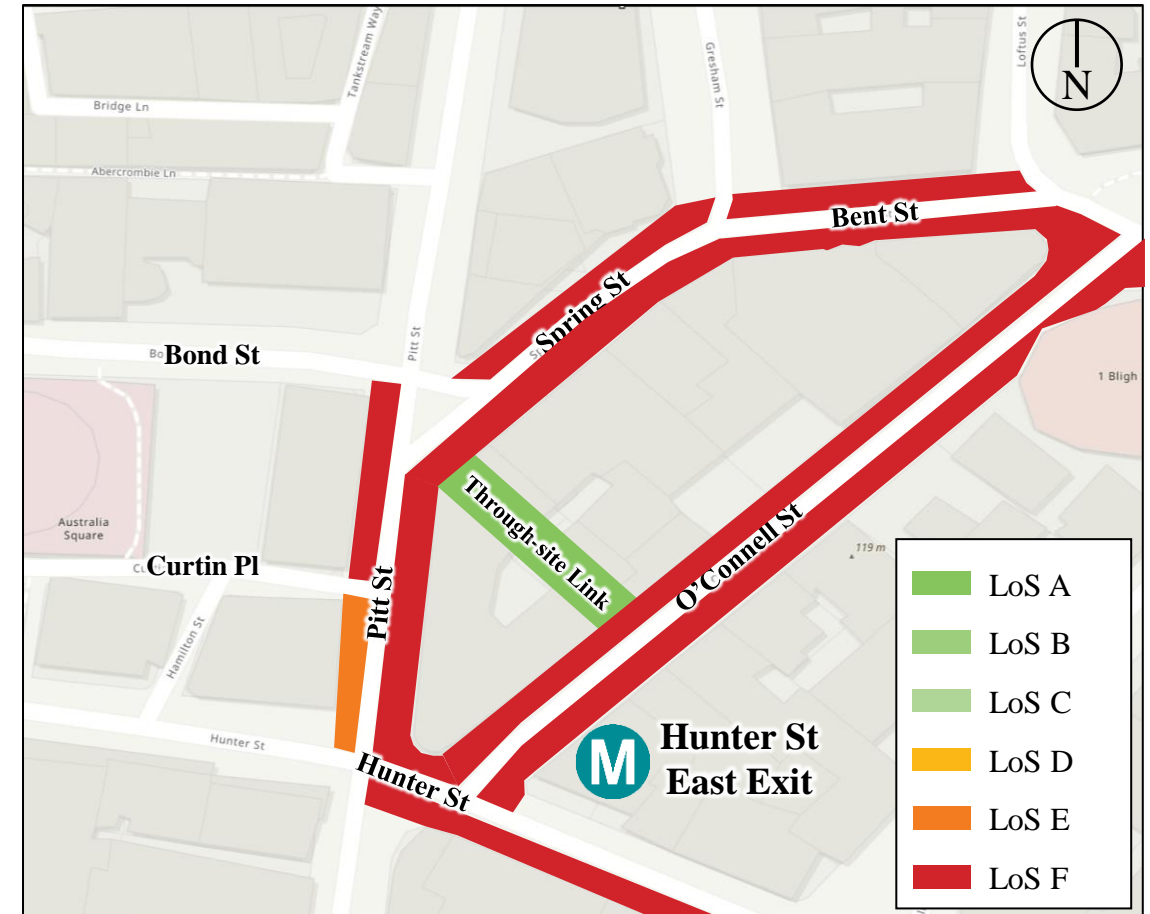 Tankstream Way
Gresham St
Loftus St
N
Bridge Ln
Abercrombie Ln
Bent St
Spring St
Pitt St
Bond St
1 Bligh
Through-site Link
Australia
Square
O'Connell St
119 m
Curtin Pl
Pitt St
Hamilton St
Hunter St
Hunter St
M
Hunter St
East Exit
LoS A
LoS B
LoS C
LoS D
LoS E
LoS F